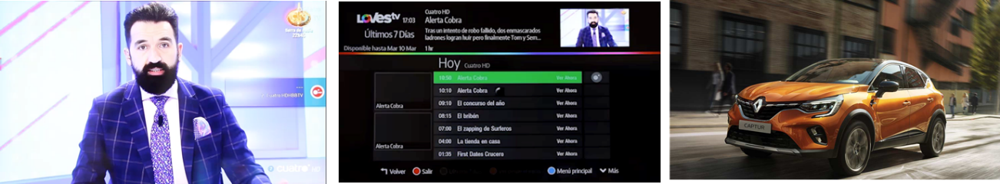 cuatro HD
LOVEStv 17:03
Últimos 7 Días
Disponible hasta Mar 10 Mar
Cuatro HD
Alerta Cobra
Tras un intento de robo fallido, dos enmascarados
ladrones logran huir pero finalmente Tom y Sem...
1 hr
Hoy Cuatro HD
Alerta Cobra
Alerta Cobra
10:50 Alerta Cobra Ver Ahora
10:10 Alerta Cobra Ver Ahora
09:10 El concurso del año Ver Ahora
08:15 El bribón Ver Ahora
07:00 El zapping de Surferos Ver Ahora
04:00 La tienda en casa Ver Ahora
01:35 First Dates Crucero Ver Ahora
Volver
Salir
Menú principal
Más
CAPTUR